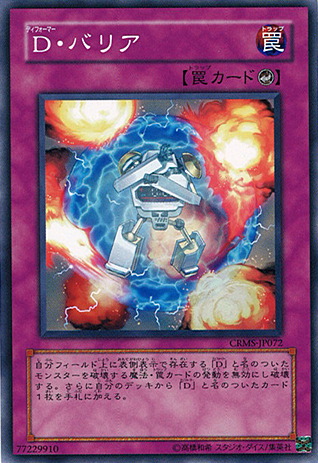 ディフォーマー
D・バリア
トラップ
罠
トラップ
【罠カード】
CRMS-JP072
自分フィールド上に表側表示で存在する「D」と名のついた
モンスターを破壊する魔法・罠カードの発動を無効にし破壊
する。さらに自分のデッキから「D」と名のついたカード
1枚を手札に加える。
77229910
©高橋和希 スタジオ・ダイス/集英社